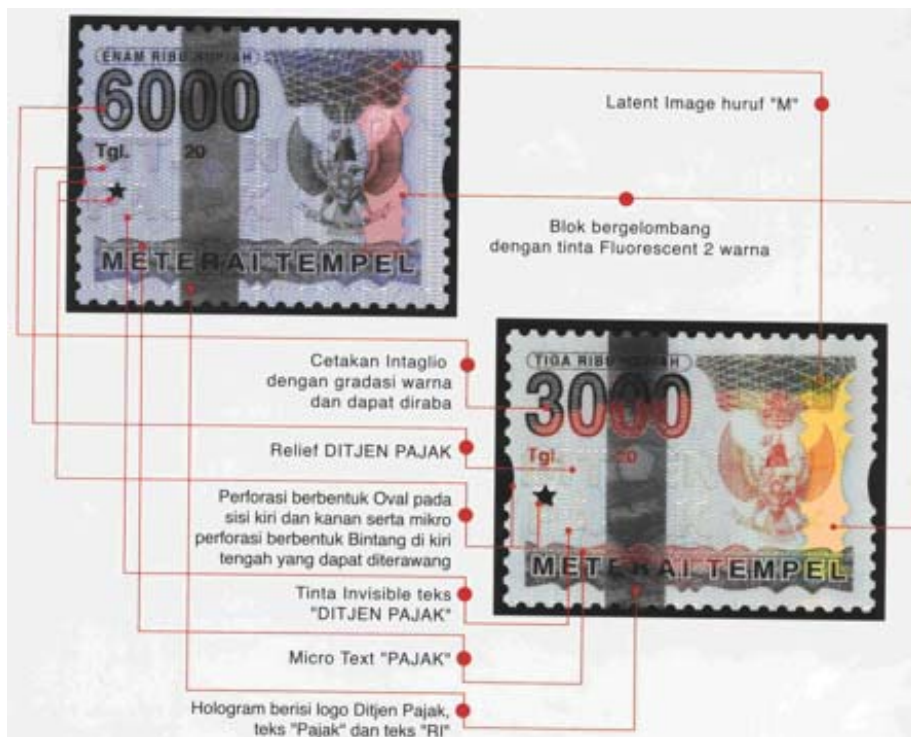 ENAM RIBU RUPIAH
6000
Tgl. 20
METERAI TEMPEL
Latent Image huruf "M"
Blok bergelombang
dengan tinta Fluorescent 2 warna
Cetakan Intaglio
dengan gradasi warna
dan dapat diraba
TIGA RIBU RUPIAH
3000
Tgl. 20
METERAI TEMPEL
Relief DITJEN PAJAK
Perforasi berbentuk Oval pada
sisi kiri dan kanan serta mikro
perforasi berbentuk Bintang di kiri
tengah yang dapat diterawang
Tinta Invisible teks
"DITJEN PAJAK"
Micro Text "PAJAK"
Hologram berisi logo Ditjen Pajak,
teks "Pajak" dan teks "RI"